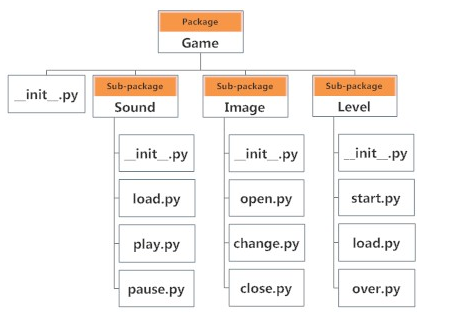 Package
Game
__init__.py
Sub-package
Sound
Sub-package
Image
Sub-package
Level
__init__.py
load.py
play.py
pause.py
__init__.py
open.py
change.py
close.py
__init__.py
start.py
load.py
over.py